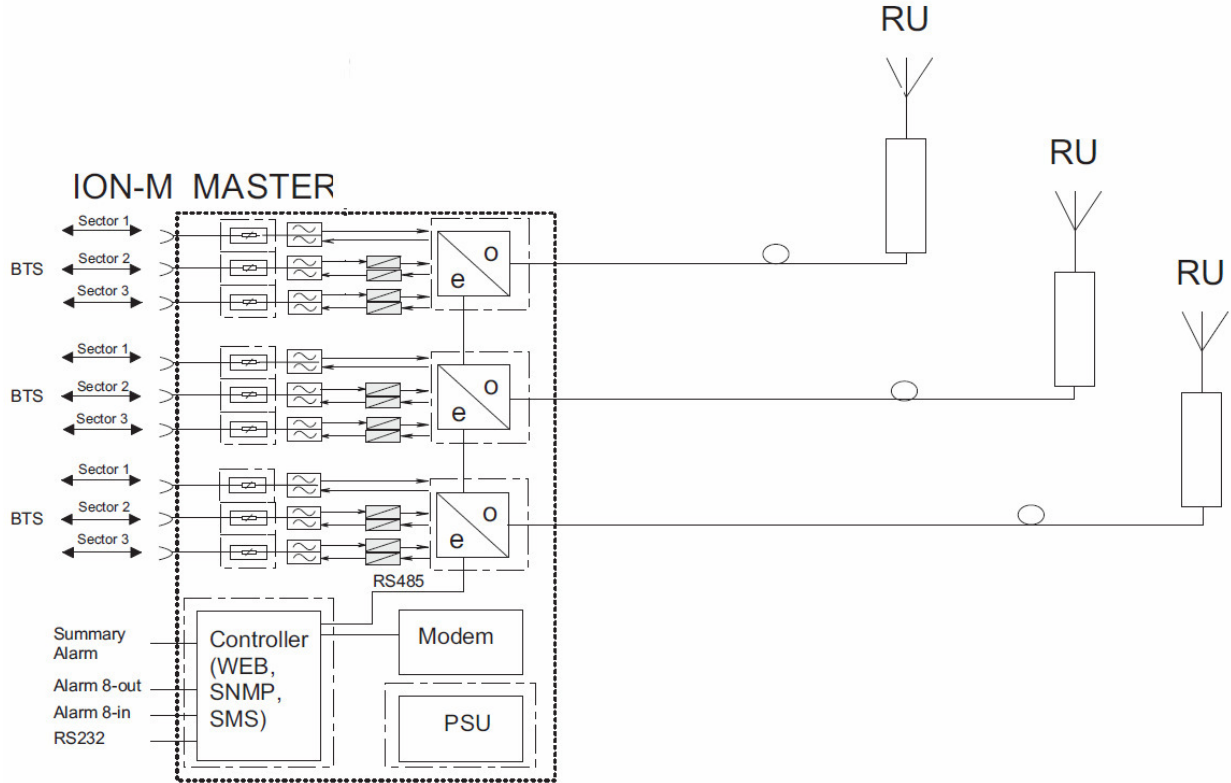 RU
RU
RU
ION-M MASTER
Sector 1
BTS
Sector 2
Sector 3
o
e
Sector 1
BTS
Sector 2
Sector 3
o
e
Sector 1
BTS
Sector 2
Sector 3
o
e
RS485
Summary
Alarm
Alarm 8-out
Alarm 8-in
RS232
Controller
(WEB,
SNMP,
SMS)
Modem
PSU